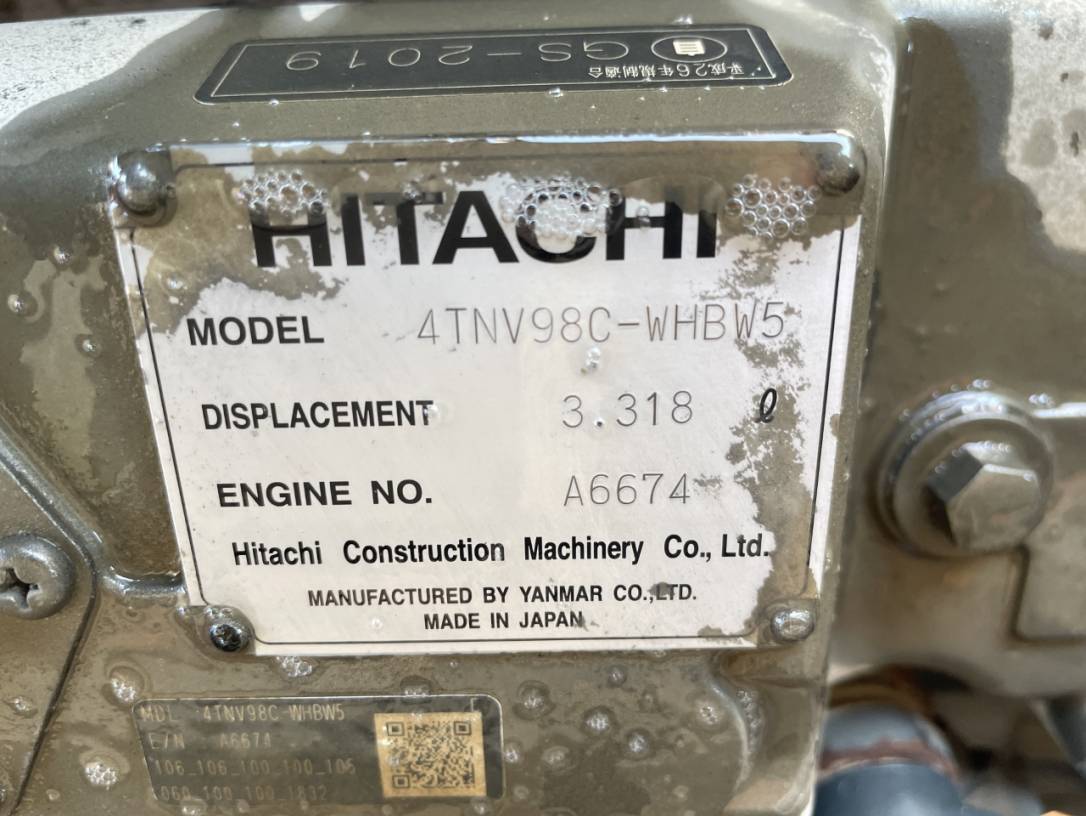 GS-2019
平成26年規制適合
HITACHI
MODEL 4TNV98C-WHBW5
DISPLACEMENT 3.318 ℓ
ENGINE NO. A6674
Hitachi Construction Machinery Co., Ltd.
MANUFACTURED BY YANMAR CO.,LTD.
MADE IN JAPAN
MDL 4TNV98C-WHBW5
E/N A6674
106_106_100_100_106
1060_100_100_1832